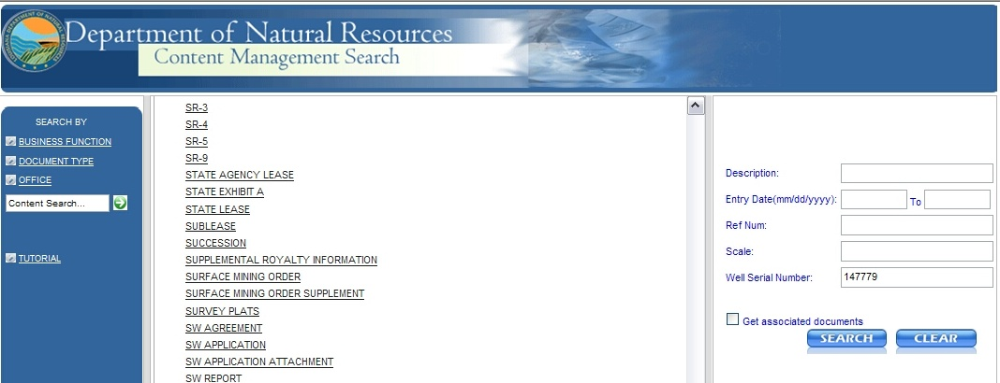 Department of Natural Resources
Content Management Search
SEARCH BY
BUSINESS FUNCTION
DOCUMENT TYPE
OFFICE
Content Search...
TUTORIAL
SR-3
SR-4
SR-5
SR-9
STATE AGENCY LEASE
STATE EXHIBIT A
STATE LEASE
SUBLEASE
SUCCESSION
SUPPLEMENTAL ROYALTY INFORMATION
SURFACE MINING ORDER
SURFACE MINING ORDER SUPPLEMENT
SURVEY PLATS
SW AGREEMENT
SW APPLICATION
SW APPLICATION ATTACHMENT
SW REPORT
Description:
Entry Date(mm/dd/yyyy): To
Ref Num:
Scale:
Well Serial Number: 147779
Get associated documents
SEARCH CLEAR